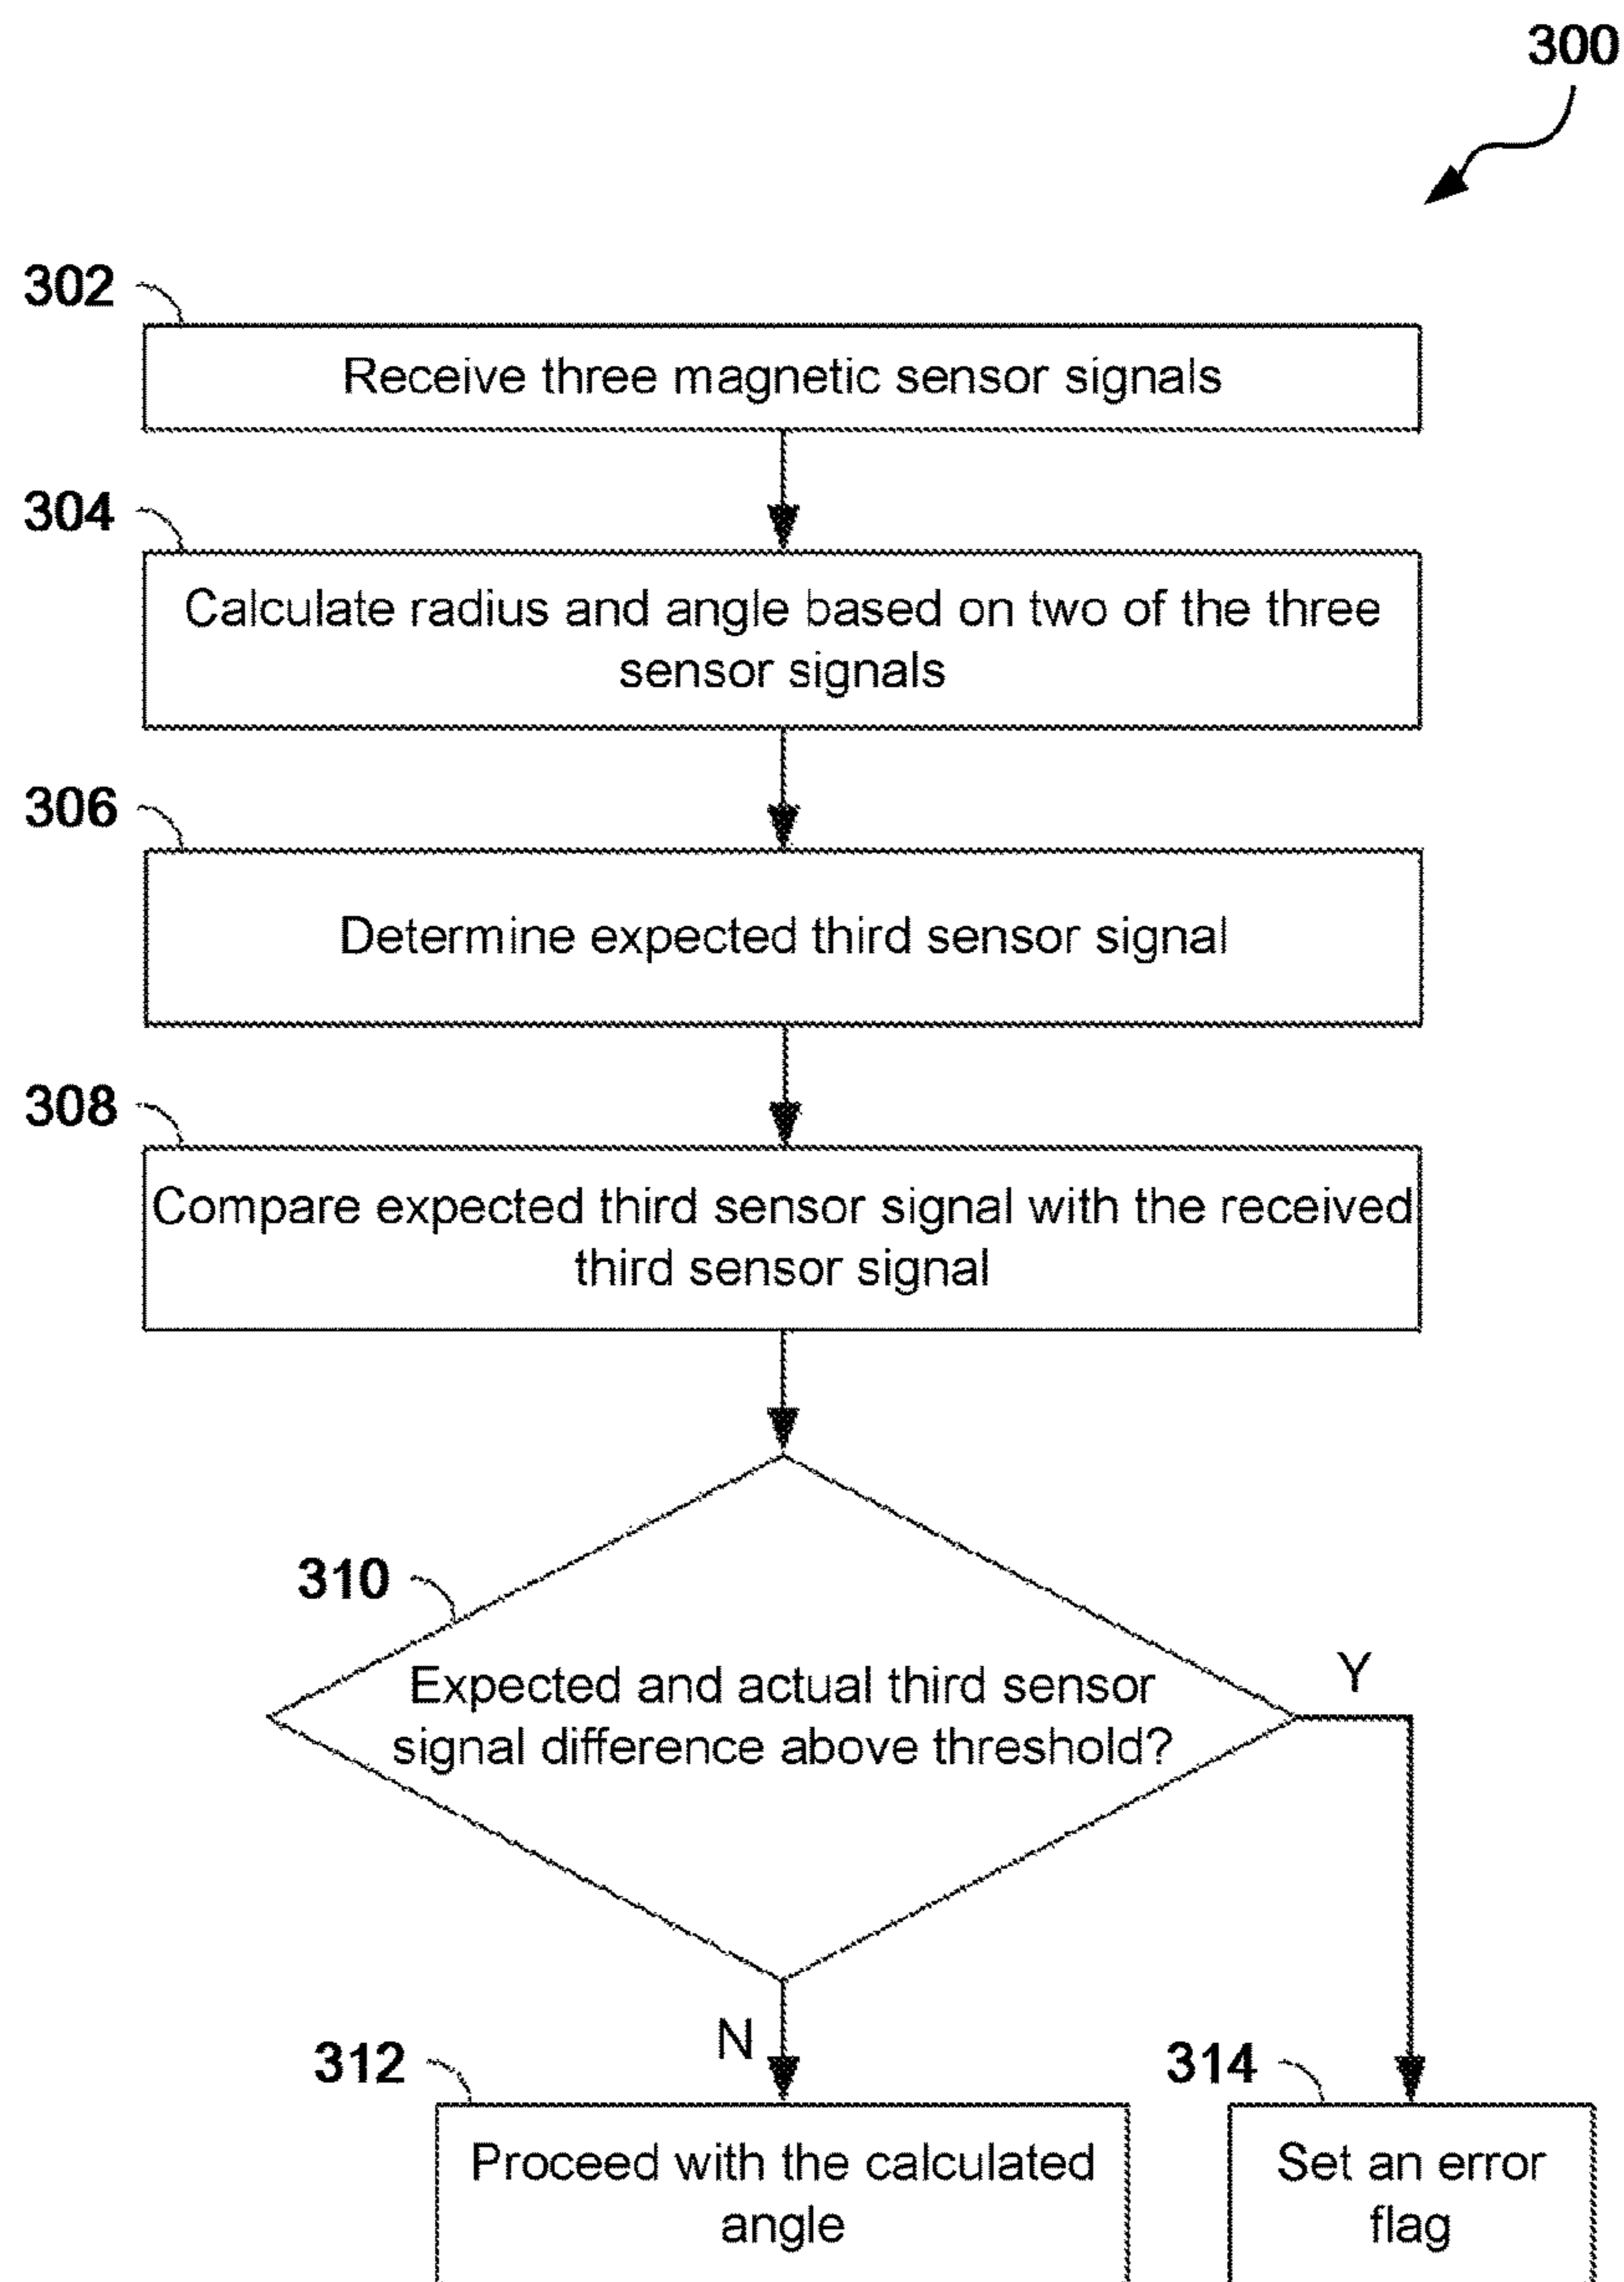 300
302
Receive three magnetic sensor signals
304
Calculate radius and angle based on two of the three
sensor signals
306
Determine expected third sensor signal
308
Compare expected third sensor signal with the received
third sensor signal
310
Expected and actual third sensor
signal difference above threshold?
Y
N
312
Proceed with the calculated
angle
314
Set an error
flag